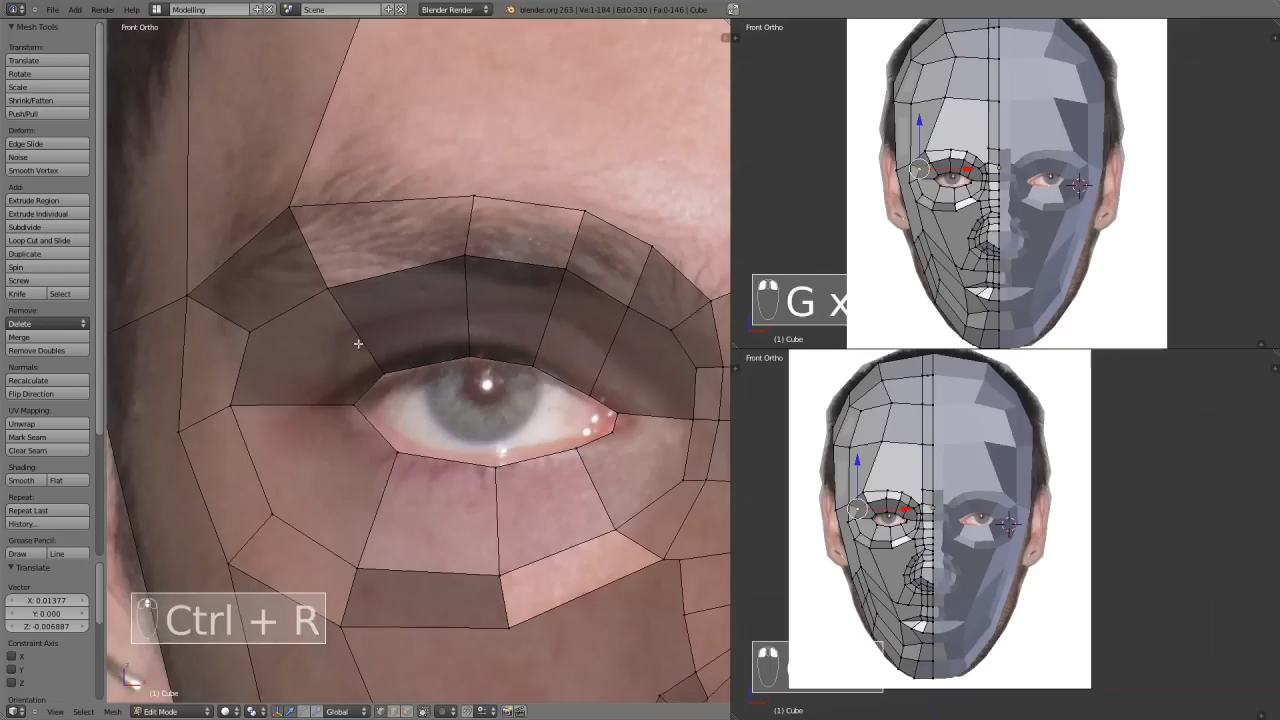 File Add Render Help Modelling Scene Blender Render blender.org 263 | Ve:1-184 | Ed:0-330 | Fa:0-146 | Cube
Mesh Tools
Transform:
Translate
Rotate
Scale
Shrink/Fatten
Push/Pull
Deform:
Edge Slide
Noise
Smooth Vertex
Add:
Extrude Region
Extrude Individual
Subdivide
Loop Cut and Slide
Duplicate
Spin
Screw
Knife Select
Remove:
Delete
Merge
Remove Doubles
Normals:
Recalculate
Flip Direction
UV Mapping:
Unwrap
Mark Seam
Clear Seam
Shading:
Smooth Flat
Repeat:
Repeat Last
History...
Grease Pencil:
Draw Line
Translate
Vector
X: 0.01377
Y: 0.000
Z: -0.006887
Constraint Axis
X
Y
Z
Orientation
Front Ortho
Ctrl + R
(1) Cube
View Select Mesh Edit Mode Global
Front Ortho
G x
(1) Cube
Front Ortho
(1) Cube